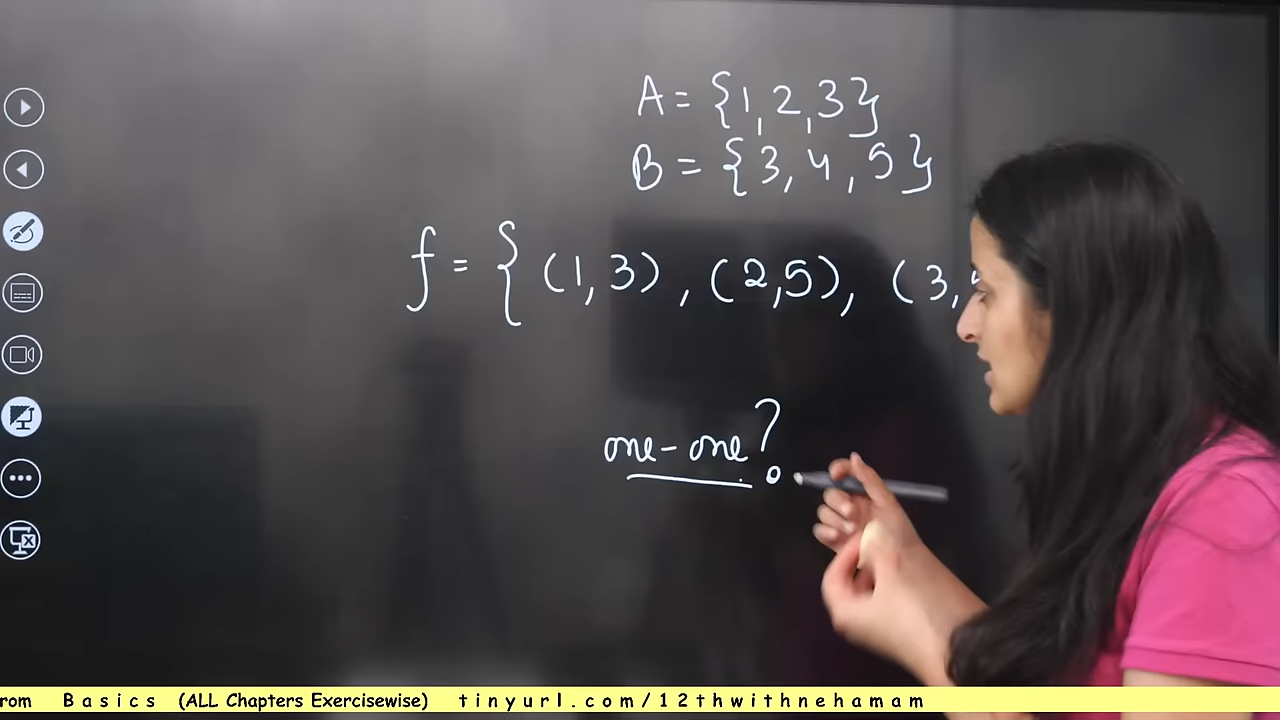 A = {1, 2, 3}
B = {3, 4, 5}
f = { (1, 3), (2, 5), (3,
one-one?
rom Basics (ALL Chapters Exercisewise) tinyurl.com/12thwithnehamam